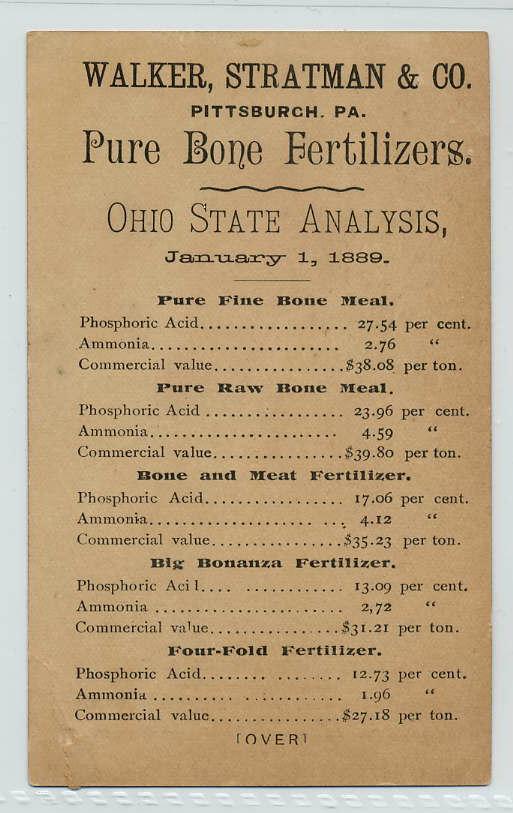 WALKER, STRATMAN & CO.
PITTSBURGH. PA.
Pure Bone Fertilizers.
OHIO STATE ANALYSIS,
January 1, 1889.
Pure Fine Bone Meal.
Phosphoric Acid.................. 27.54 per cent.
Ammonia....................... 2.76 “
Commercial value................$38.08 per ton.
Pure Raw Bone Meal.
Phosphoric Acid ................. 23.96 per cent.
Ammonia....................... 4.59 “
Commercial value................$39.80 per ton.
Bone and Meat Fertilizer.
Phosphoric Acid................. 17.06 per cent.
Ammonia.................... .... 4.12 “
Commercial value................$35.23 per ton.
Big Bonanza Fertilizer.
Phosphoric Aci l.... ............ 13.09 per cent.
Ammonia ....................... 2,72 “
Commercial value................$31.21 per ton.
Four-Fold Fertilizer.
Phosphoric Acid......... ........ 12.73 per cent.
Ammonia .......... .......... 1.96 “
Commercial value................$27.18 per ton.
[OVER]